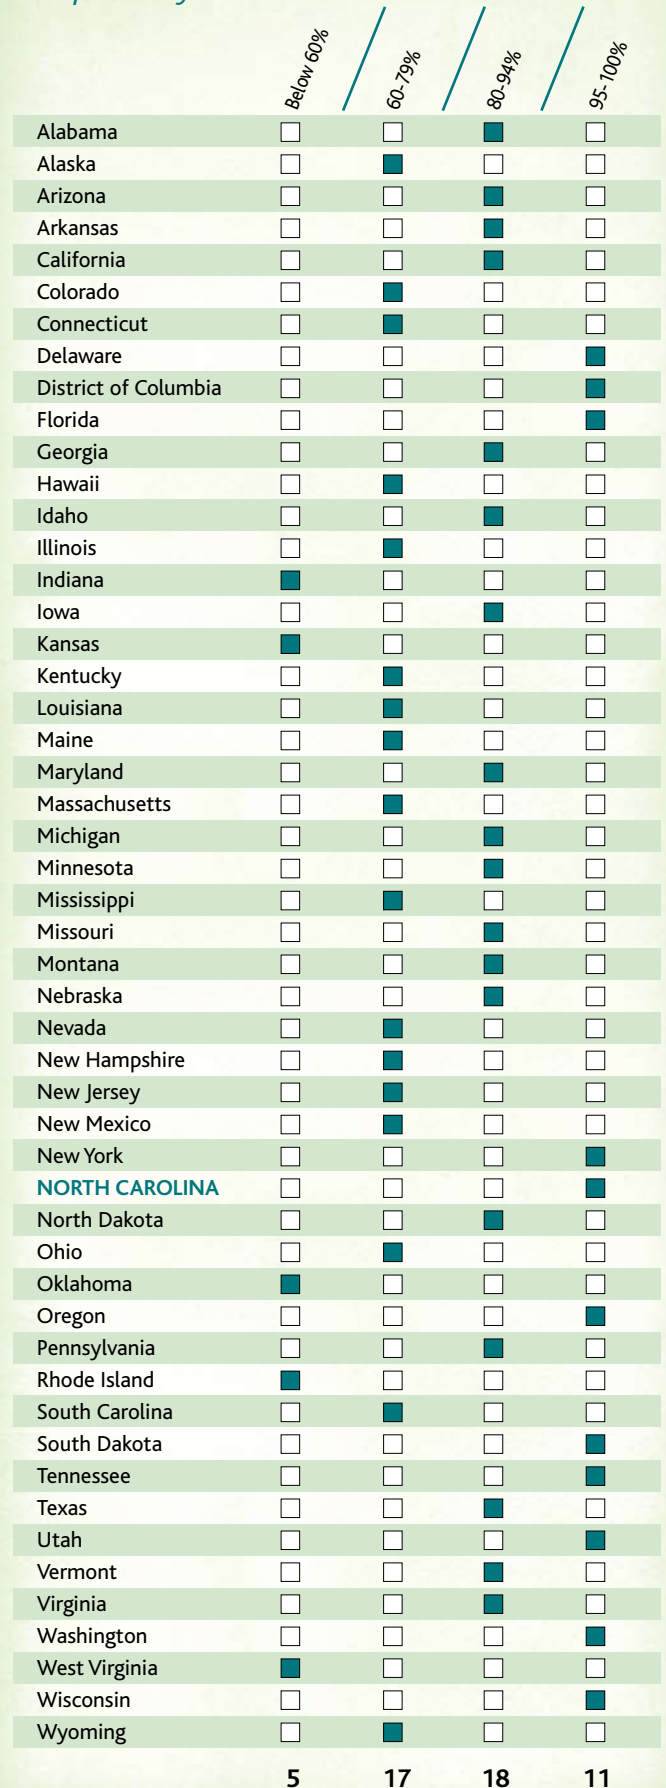 Below 60%
60-79%
80-94%
95-100%
Alabama
Alaska
Arizona
Arkansas
California
Colorado
Connecticut
Delaware
District of Columbia
Florida
Georgia
Hawaii
Idaho
Illinois
Indiana
Iowa
Kansas
Kentucky
Louisiana
Maine
Maryland
Massachusetts
Michigan
Minnesota
Mississippi
Missouri
Montana
Nebraska
Nevada
New Hampshire
New Jersey
New Mexico
New York
NORTH CAROLINA
North Dakota
Ohio
Oklahoma
Oregon
Pennsylvania
Rhode Island
South Carolina
South Dakota
Tennessee
Texas
Utah
Vermont
Virginia
Washington
West Virginia
Wisconsin
Wyoming
5 17 18 11